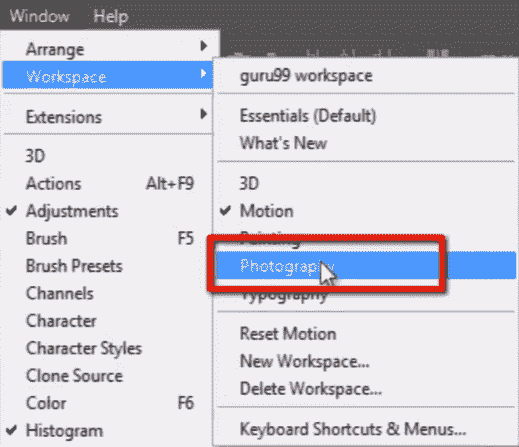 Window Help
Arrange
Workspace
Extensions
3D
Actions Alt+F9
Adjustments
Brush F5
Brush Presets
Channels
Character
Character Styles
Clone Source
Color F6
Histogram
guru99 workspace
Essentials (Default)
What's New
3D
Motion
Painting
Photography
Typography
Reset Motion
New Workspace...
Delete Workspace...
Keyboard Shortcuts & Menus...